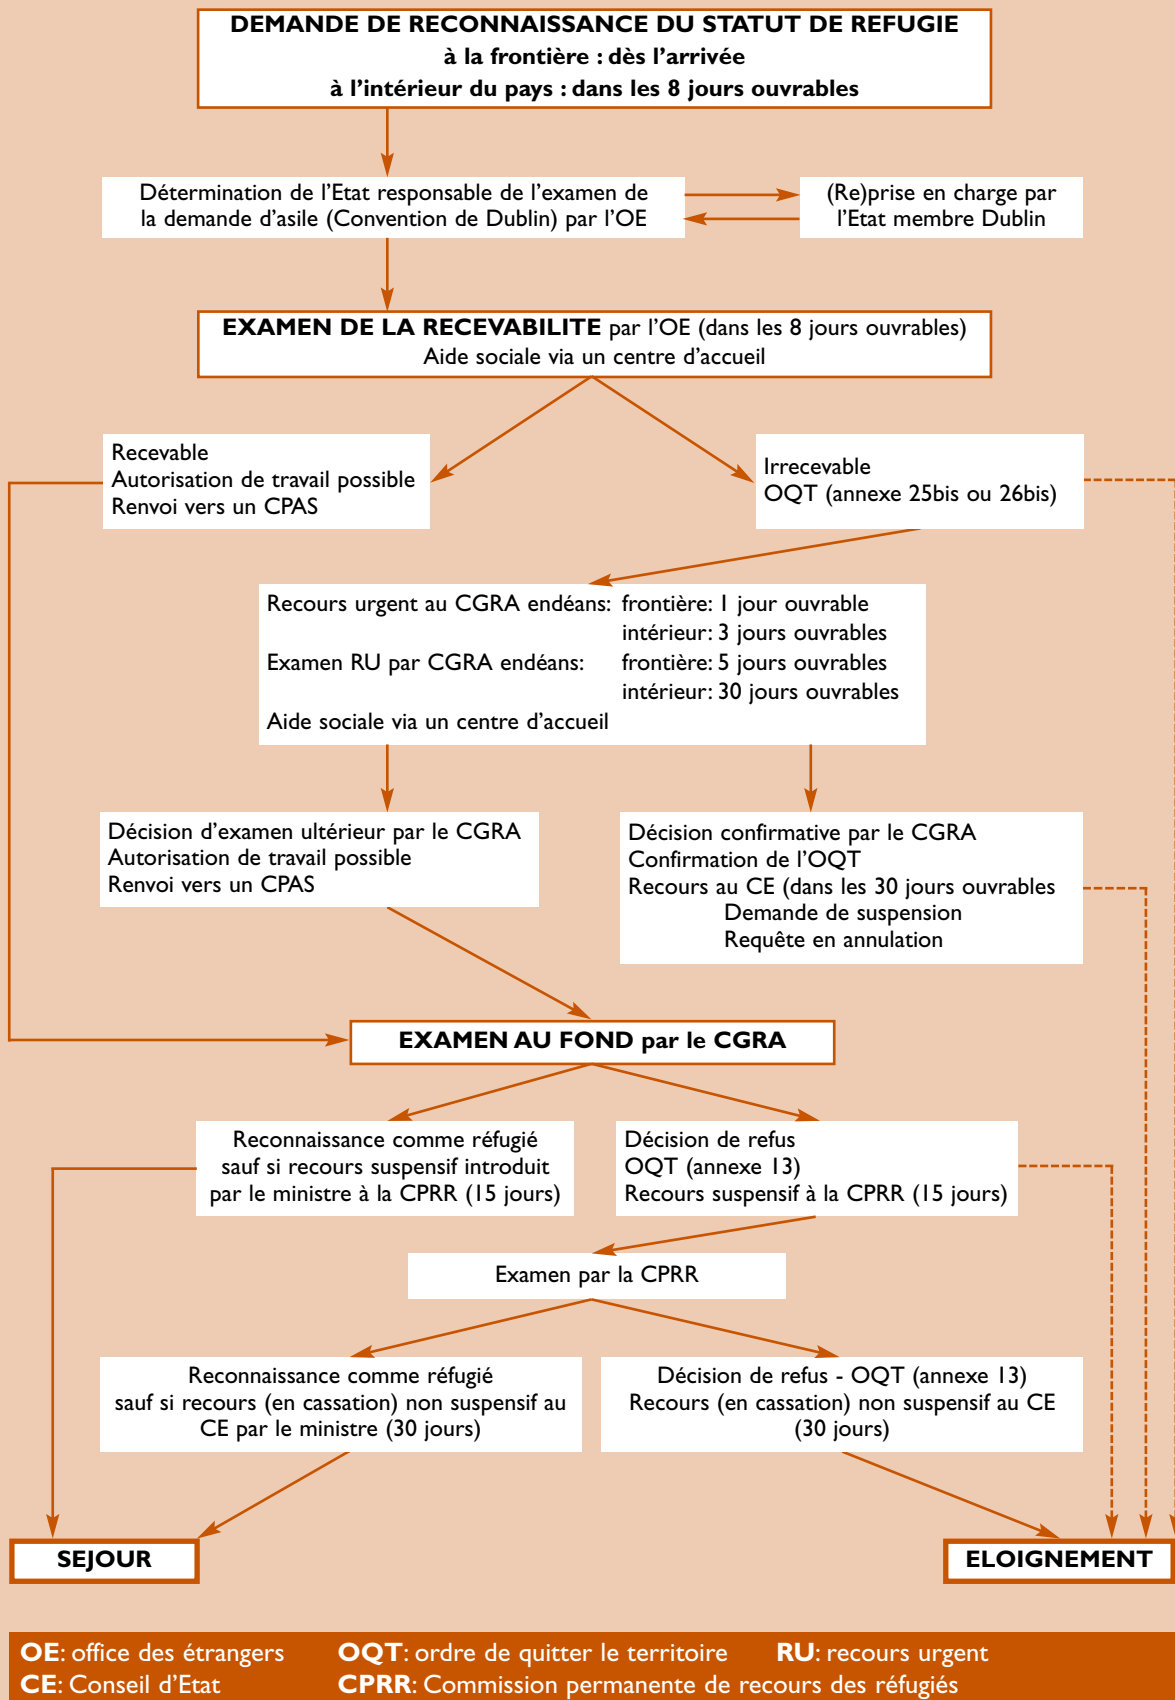 DEMANDE DE RECONNAISSANCE DU STATUT DE REFUGIE
à la frontière : dès l'arrivée
à l'intérieur du pays : dans les 8 jours ouvrables
Détermination de l'Etat responsable de l'examen de
la demande d'asile (Convention de Dublin) par l'OE
(Re)prise en charge par
l'Etat membre Dublin
EXAMEN DE LA RECEVABILITE par l'OE (dans les 8 jours ouvrables)
Aide sociale via un centre d'accueil
Recevable
Autorisation de travail possible
Renvoi vers un CPAS
Irrecevable
OQT (annexe 25bis ou 26bis)
Recours urgent au CGRA endéans: frontière: 1 jour ouvrable
intérieur: 3 jours ouvrables
Examen RU par CGRA endéans: frontière: 5 jours ouvrables
intérieur: 30 jours ouvrables
Aide sociale via un centre d'accueil
Décision d'examen ultérieur par le CGRA
Autorisation de travail possible
Renvoi vers un CPAS
Décision confirmative par le CGRA
Confirmation de l'OQT
Recours au CE (dans les 30 jours ouvrables
Demande de suspension
Requête en annulation
EXAMEN AU FOND par le CGRA
Reconnaissance comme réfugié
sauf si recours suspensif introduit
par le ministre à la CPRR (15 jours)
Décision de refus
OQT (annexe 13)
Recours suspensif à la CPRR (15 jours)
Examen par la CPRR
Reconnaissance comme réfugié
sauf si recours (en cassation) non suspensif au
CE par le ministre (30 jours)
Décision de refus - OQT (annexe 13)
Recours (en cassation) non suspensif au CE
(30 jours)
SEJOUR
ELOIGNEMENT
OE: office des étrangers OQT: ordre de quitter le territoire RU: recours urgent
CE: Conseil d'Etat CPRR: Commission permanente de recours des réfugiés